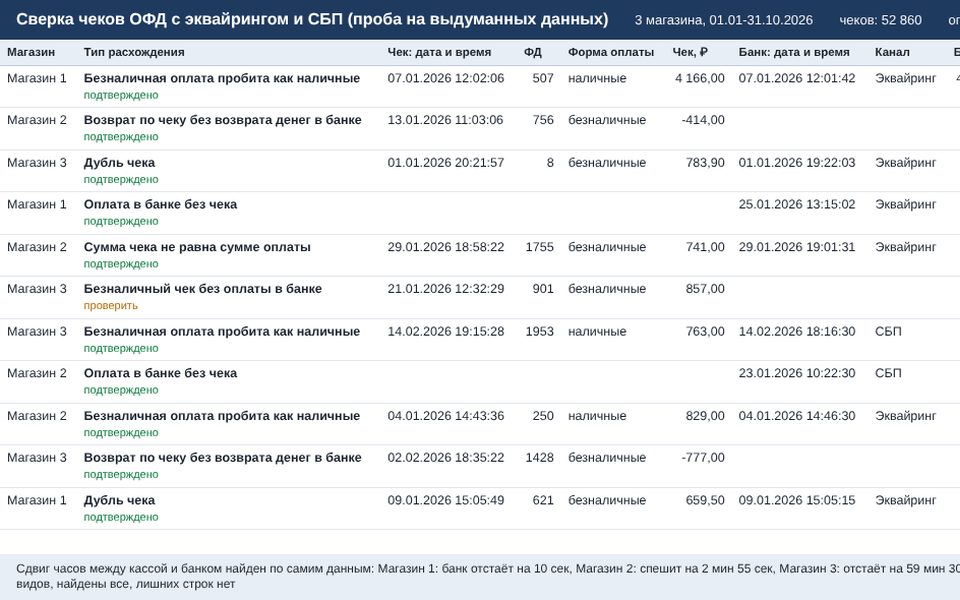 Сверка чеков ОФД с эквайрингом и СБП (проба на выдуманных данных) 3 магазина, 01.01-31.10.2026 чеков: 52 860
Магазин Тип расхождения Чек: дата и время ФД Форма оплаты Чек, ₽ Банк: дата и время Канал
Магазин 1 Безналичная оплата пробита как наличные 07.01.2026 12:02:06 507 наличные 4 166,00 07.01.2026 12:01:42 Эквайринг
подтверждено
Магазин 2 Возврат по чеку без возврата денег в банке 13.01.2026 11:03:06 756 безналичные -414,00
подтверждено
Магазин 3 Дубль чека 01.01.2026 20:21:57 8 безналичные 783,90 01.01.2026 19:22:03 Эквайринг
подтверждено
Магазин 1 Оплата в банке без чека 25.01.2026 13:15:02 Эквайринг
подтверждено
Магазин 2 Сумма чека не равна сумме оплаты 29.01.2026 18:58:22 1755 безналичные 741,00 29.01.2026 19:01:31 Эквайринг
подтверждено
Магазин 3 Безналичный чек без оплаты в банке 21.01.2026 12:32:29 901 безналичные 857,00
проверить
Магазин 3 Безналичная оплата пробита как наличные 14.02.2026 19:15:28 1953 наличные 763,00 14.02.2026 18:16:30 СБП
подтверждено
Магазин 2 Оплата в банке без чека 23.01.2026 10:22:30 СБП
подтверждено
Магазин 2 Безналичная оплата пробита как наличные 04.01.2026 14:43:36 250 наличные 829,00 04.01.2026 14:46:30 Эквайринг
подтверждено
Магазин 3 Возврат по чеку без возврата денег в банке 02.02.2026 18:35:22 1428 безналичные -777,00
подтверждено
Магазин 1 Дубль чека 09.01.2026 15:05:49 621 безналичные 659,50 09.01.2026 15:05:15 Эквайринг
подтверждено
Сдвиг часов между кассой и банком найден по самим данным: Магазин 1: банк отстаёт на 10 сек, Магазин 2: спешит на 2 мин 55 сек, Магазин 3: отстаёт на 59 мин 30
видов, найдены все, лишних строк нет